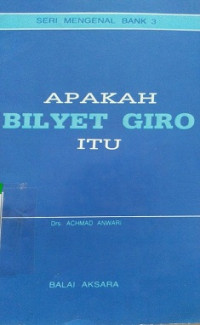 SERI MENGENAL BANK 3
APAKAH
BILYET GIRO
ITU
Drs. ACHMAD ANWARI
BALAI AKSARA